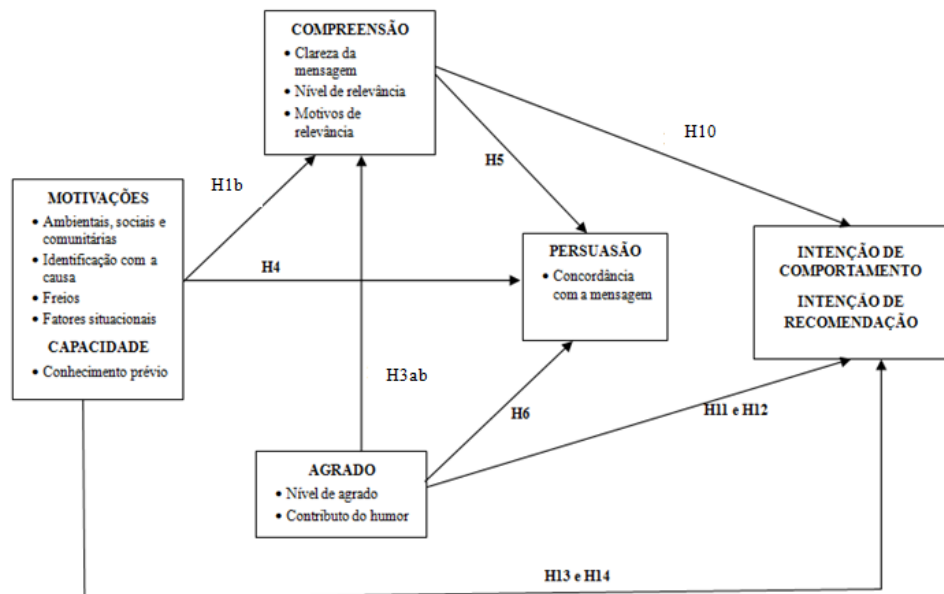 COMPREENSÃO
• Clareza da
mensagem
• Nível de relevância
• Motivos de
relevância
H10
H5
H1b
MOTIVAÇÕES
• Ambientais, sociais e
comunitárias
• Identificação com a
causa
• Freios
• Fatores situacionais
CAPACIDADE
• Conhecimento prévio
H4
PERSUASÃO
• Concordância
com a mensagem
INTENÇÃO DE
COMPORTAMENTO
INTENÇÃO DE
RECOMENDAÇÃO
H3ab
H6
H11 e H12
AGRADO
• Nível de agrado
• Contributo do humor
H13 e H14